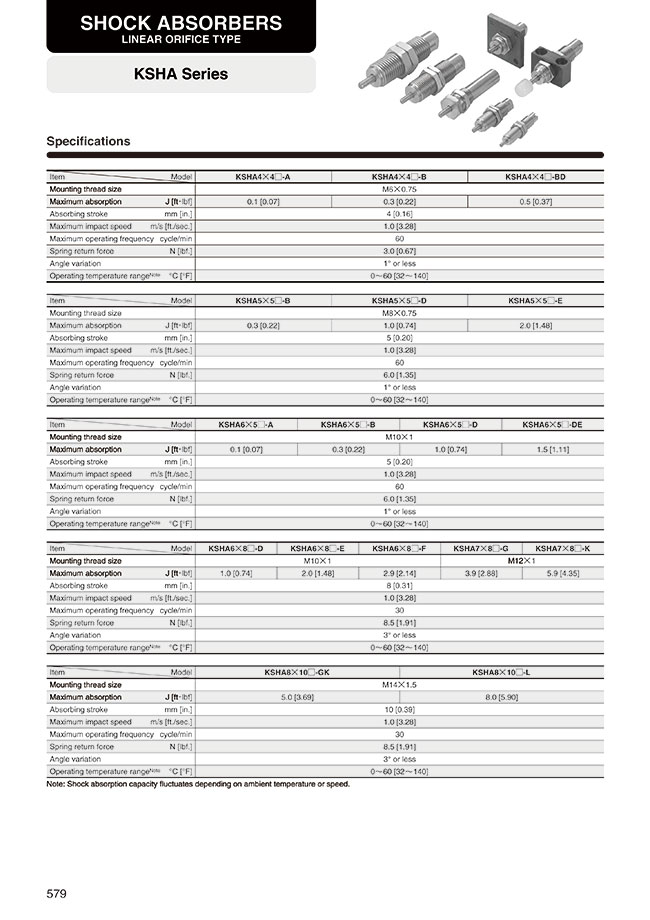 SHOCK ABSORBERS
LINEAR ORIFICE TYPE
KSHA Series
Specifications
Item Model KSHA4×4□-A KSHA4×4□-B KSHA4×4□-BD
Mounting thread size M6×0.75
Maximum absorption J [ft·lbf] 0.1 [0.07] 0.3 [0.22] 0.5 [0.37]
Absorbing stroke mm [in.] 4 [0.16]
Maximum impact speed m/s [ft./sec.] 1.0 [3.28]
Maximum operating frequency cycle/min 60
Spring return force N [lbf.] 3.0 [0.67]
Angle variation 1° or less
Operating temperature range Note °C [°F] 0～60 [32～140]
Item Model KSHA5×5□-B KSHA5×5□-D KSHA5×5□-E
Mounting thread size M8×0.75
Maximum absorption J [ft·lbf] 0.3 [0.22] 1.0 [0.74] 2.0 [1.48]
Absorbing stroke mm [in.] 5 [0.20]
Maximum impact speed m/s [ft./sec.] 1.0 [3.28]
Maximum operating frequency cycle/min 60
Spring return force N [lbf.] 6.0 [1.35]
Angle variation 1° or less
Operating temperature range Note °C [°F] 0～60 [32～140]
Item Model KSHA6×5□-A KSHA6×5□-B KSHA6×5□-D KSHA6×5□-DE
Mounting thread size M10×1
Maximum absorption J [ft·lbf] 0.1 [0.07] 0.3 [0.22] 1.0 [0.74] 1.5 [1.11]
Absorbing stroke mm [in.] 5 [0.20]
Maximum impact speed m/s [ft./sec.] 1.0 [3.28]
Maximum operating frequency cycle/min 60
Spring return force N [lbf.] 6.0 [1.35]
Angle variation 1° or less
Operating temperature range Note °C [°F] 0～60 [32～140]
Item Model KSHA6×8□-D KSHA6×8□-E KSHA6×8□-F KSHA7×8□-G KSHA7×8□-K
Mounting thread size M10×1 M12×1
Maximum absorption J [ft·lbf] 1.0 [0.74] 2.0 [1.48] 2.9 [2.14] 3.9 [2.88] 5.9 [4.35]
Absorbing stroke mm [in.] 8 [0.31]
Maximum impact speed m/s [ft./sec.] 1.0 [3.28]
Maximum operating frequency cycle/min 30
Spring return force N [lbf.] 8.5 [1.91]
Angle variation 3° or less
Operating temperature range Note °C [°F] 0～60 [32～140]
Item Model KSHA8×10□-GK KSHA8×10□-L
Mounting thread size M14×1.5
Maximum absorption J [ft·lbf] 5.0 [3.69] 8.0 [5.90]
Absorbing stroke mm [in.] 10 [0.39]
Maximum impact speed m/s [ft./sec.] 1.0 [3.28]
Maximum operating frequency cycle/min 30
Spring return force N [lbf.] 8.5 [1.91]
Angle variation 3° or less
Operating temperature range Note °C [°F] 0～60 [32～140]
Note: Shock absorption capacity fluctuates depending on ambient temperature or speed.
579